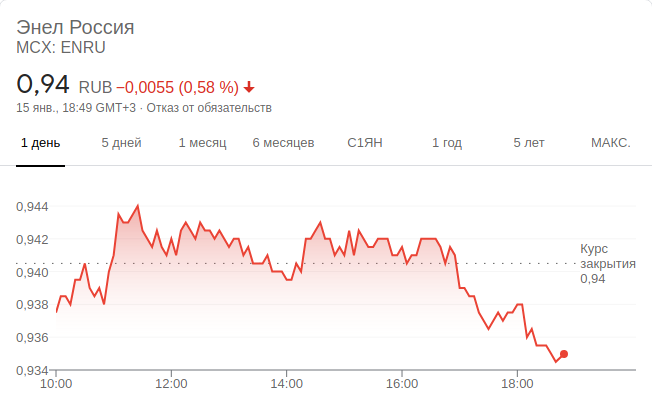 Энел Россия
MCX: ENRU
0,94 RUB −0,0055 (0,58 %)
15 янв., 18:49 GMT+3 · Отказ от обязательств
1 день 5 дней 1 месяц 6 месяцев С1ЯН 1 год 5 лет МАКС.
0,944
0,942
0,940
0,938
0,936
0,934
Курс
закрытия
0,94
10:00 12:00 14:00 16:00 18:00